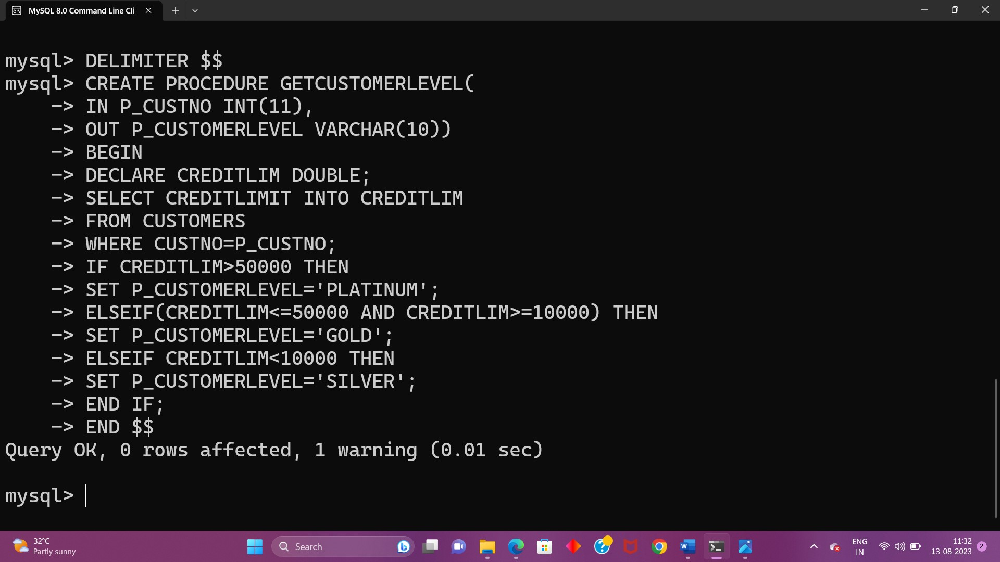 MySQL 8.0 Command Line Cli
mysql> DELIMITER $$
mysql> CREATE PROCEDURE GETCUSTOMERLEVEL(
    -> IN P_CUSTNO INT(11),
    -> OUT P_CUSTOMERLEVEL VARCHAR(10))
    -> BEGIN
    -> DECLARE CREDITLIM DOUBLE;
    -> SELECT CREDITLIMIT INTO CREDITLIM
    -> FROM CUSTOMERS
    -> WHERE CUSTNO=P_CUSTNO;
    -> IF CREDITLIM>50000 THEN
    -> SET P_CUSTOMERLEVEL='PLATINUM';
    -> ELSEIF(CREDITLIM<=50000 AND CREDITLIM>=10000) THEN
    -> SET P_CUSTOMERLEVEL='GOLD';
    -> ELSEIF CREDITLIM<10000 THEN
    -> SET P_CUSTOMERLEVEL='SILVER';
    -> END IF;
    -> END $$
Query OK, 0 rows affected, 1 warning (0.01 sec)
mysql>
32°C
Partly sunny
Search
ENG
IN
11:32
13-08-2023
2